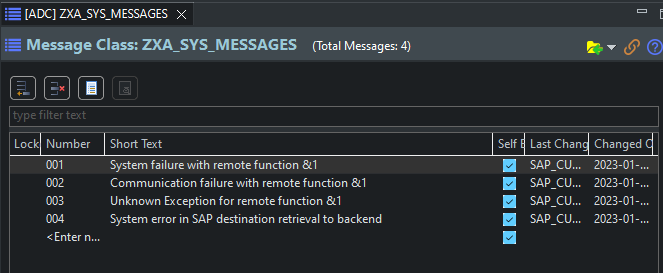 [ADC] ZXA_SYS_MESSAGES
Message Class: ZXA_SYS_MESSAGES (Total Messages: 4)
type filter text
Lock Number Short Text Self E Last Chang Changed O
001 System failure with remote function &1 SAP_CU... 2023-01-...
002 Communication failure with remote function &1 SAP_CU... 2023-01-...
003 Unknown Exception for remote function &1 SAP_CU... 2023-01-...
004 System error in SAP destination retrieval to backend SAP_CU... 2023-01-...
<Enter n...